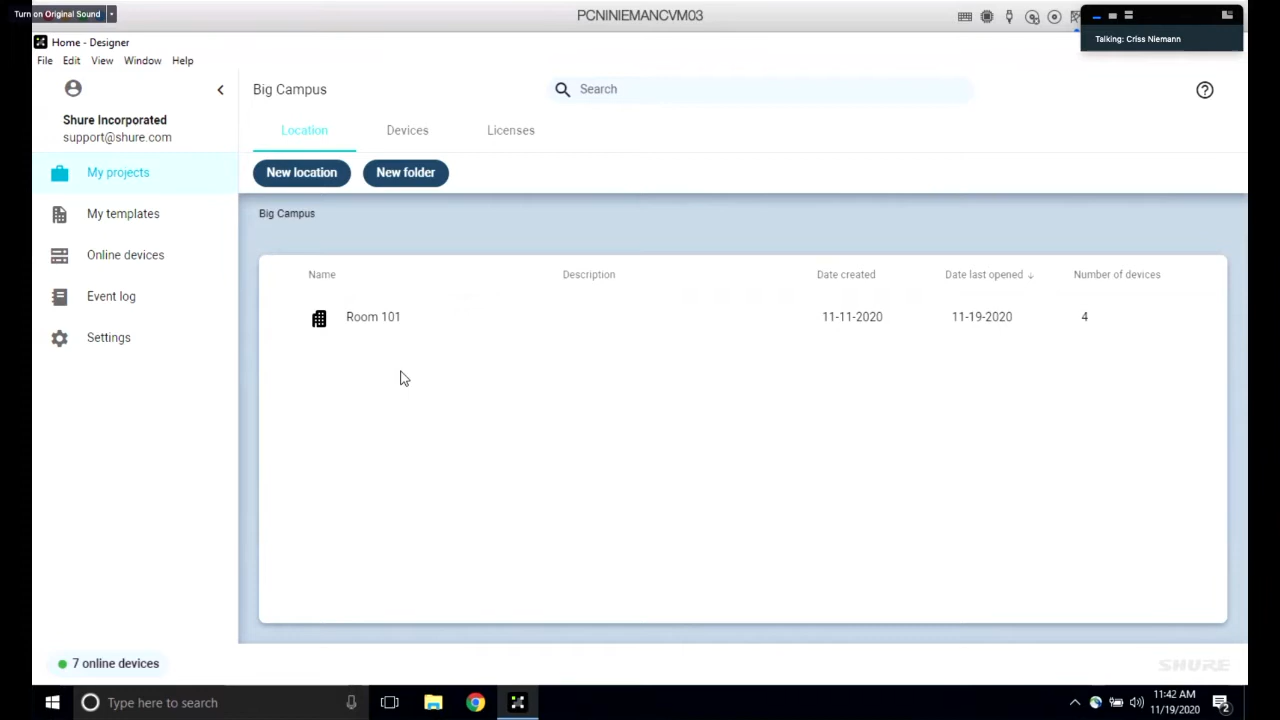 Turn on Original Sound
PCNINIEMANCVM03
Talking: Criss Niemann
Home - Designer
File Edit View Window Help
Shure Incorporated
support@shure.com
My projects
My templates
Online devices
Event log
Settings
7 online devices
Big Campus
Search
Location Devices Licenses
New location New folder
Big Campus
Name Description Date created Date last opened Number of devices
Room 101 11-11-2020 11-19-2020 4
SHURE
Type here to search
11:42 AM
11/19/2020
2